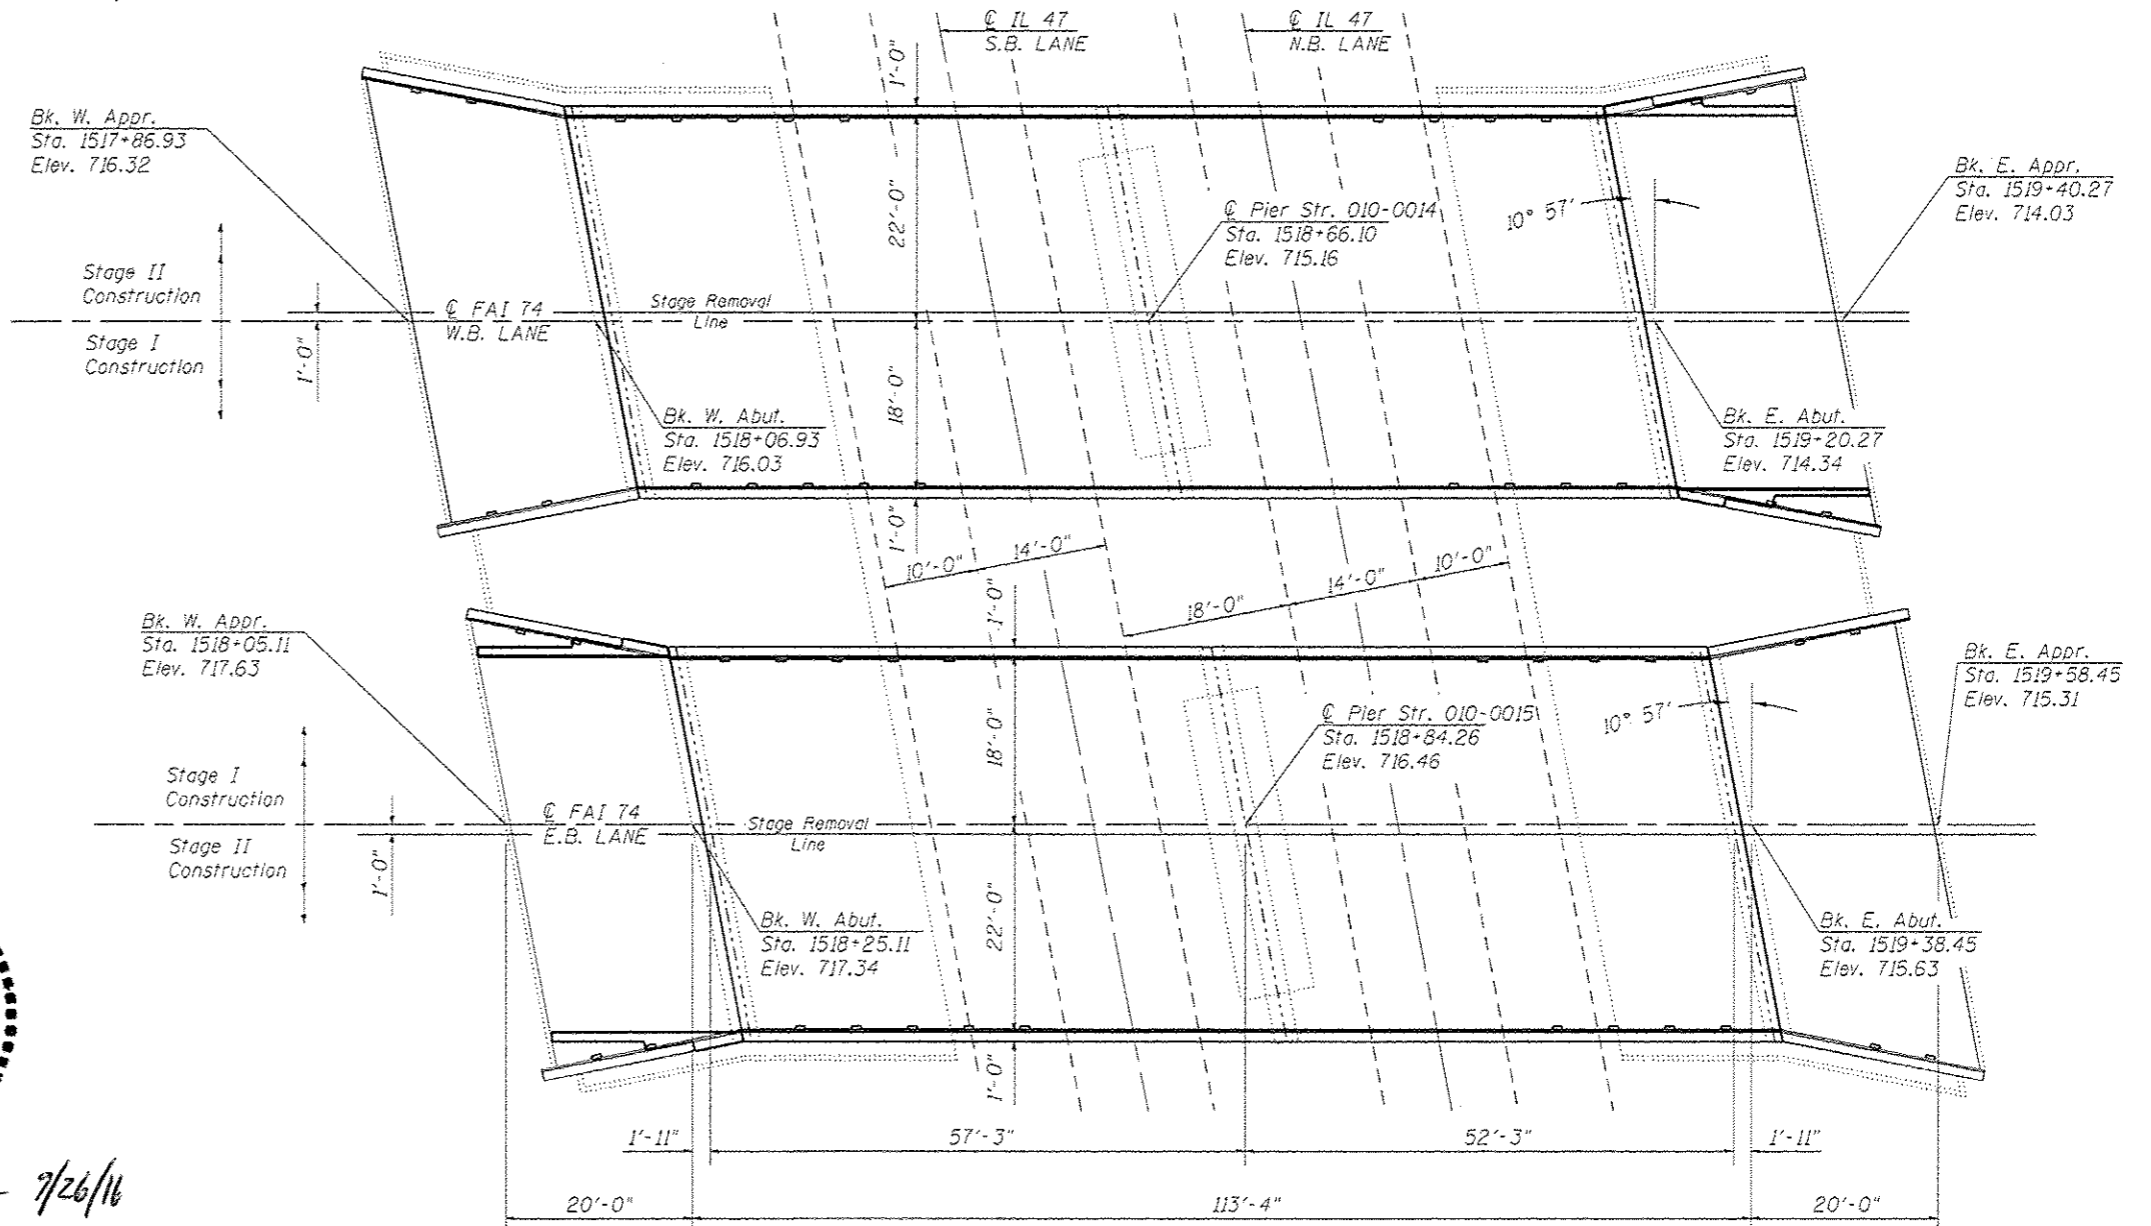 ℄ IL 47
S.B. LANE
℄ IL 47
N.B. LANE
1'-0"
Bk. W. Appr.
Sta. 1517+86.93
Elev. 716.32
Bk. E. Appr.
Sta. 1519+40.27
Elev. 714.03
22'-0"
℄ Pier Str. 010-0014
Sta. 1518+66.10
Elev. 715.16
10° 57'
Stage II
Construction
Stage I
Construction
1'-0"
℄ FAI 74
W.B. LANE
Stage Removal
Line
18'-0"
Bk. W. Abut.
Sta. 1518+06.93
Elev. 716.03
Bk. E. Abut.
Sta. 1519+20.27
Elev. 714.34
1'-0"
10'-0"
14'-0"
18'-0"
14'-0"
10'-0"
1'-0"
Bk. W. Appr.
Sta. 1518+05.11
Elev. 717.63
Bk. E. Appr.
Sta. 1519+58.45
Elev. 715.31
18'-0"
℄ Pier Str. 010-0015
Sta. 1518+84.26
Elev. 716.46
10° 57'
Stage I
Construction
Stage II
Construction
1'-0"
℄ FAI 74
E.B. LANE
Stage Removal
Line
22'-0"
Bk. W. Abut.
Sta. 1518+25.11
Elev. 717.34
Bk. E. Abut.
Sta. 1519+38.45
Elev. 715.63
1'-0"
1'-11"
57'-3"
52'-3"
1'-11"
20'-0"
113'-4"
20'-0"
9/26/16